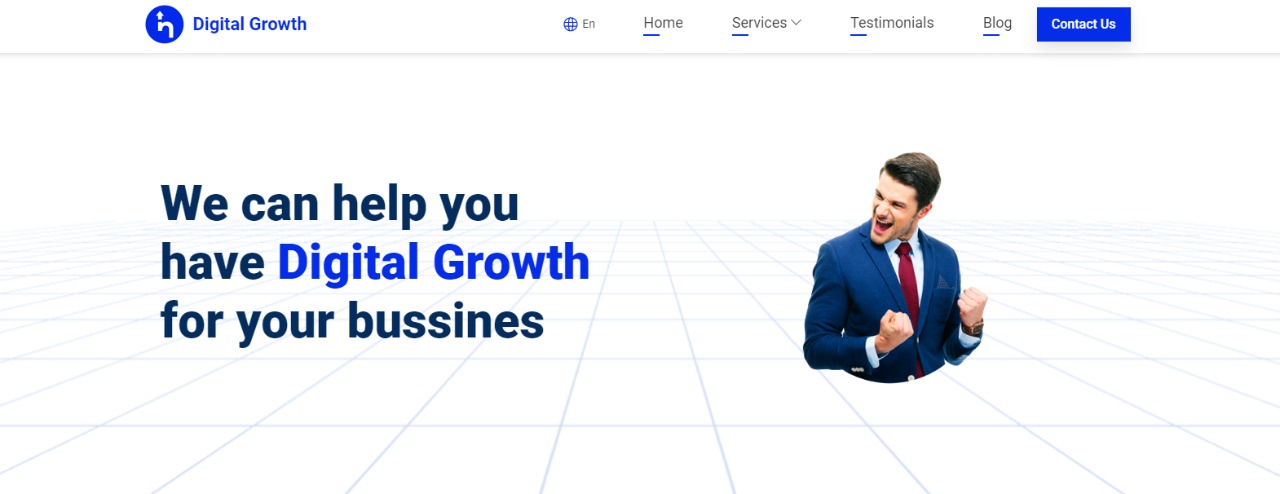 Digital Growth
En
Home
Services
Testimonials
Blog
Contact Us
We can help you
have Digital Growth
for your bussines